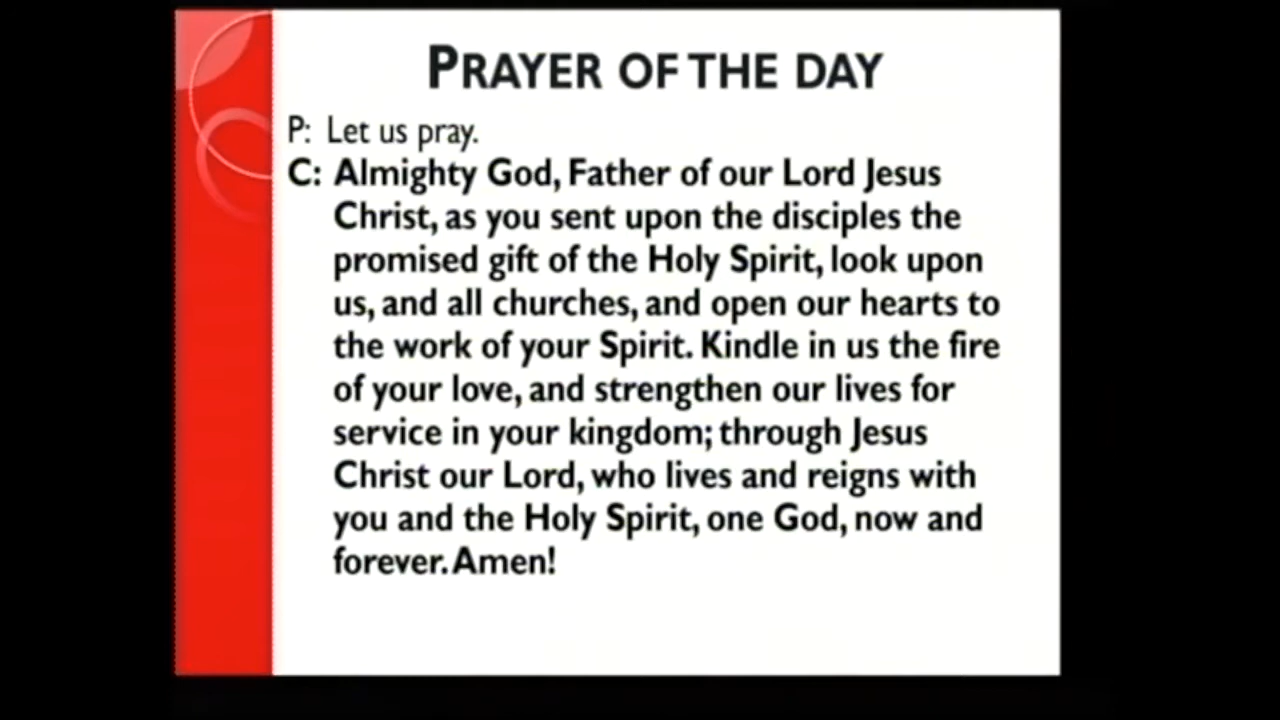 PRAYER OF THE DAY
P: Let us pray.
C: Almighty God, Father of our Lord Jesus
Christ, as you sent upon the disciples the
promised gift of the Holy Spirit, look upon
us, and all churches, and open our hearts to
the work of your Spirit. Kindle in us the fire
of your love, and strengthen our lives for
service in your kingdom; through Jesus
Christ our Lord, who lives and reigns with
you and the Holy Spirit, one God, now and
forever. Amen!